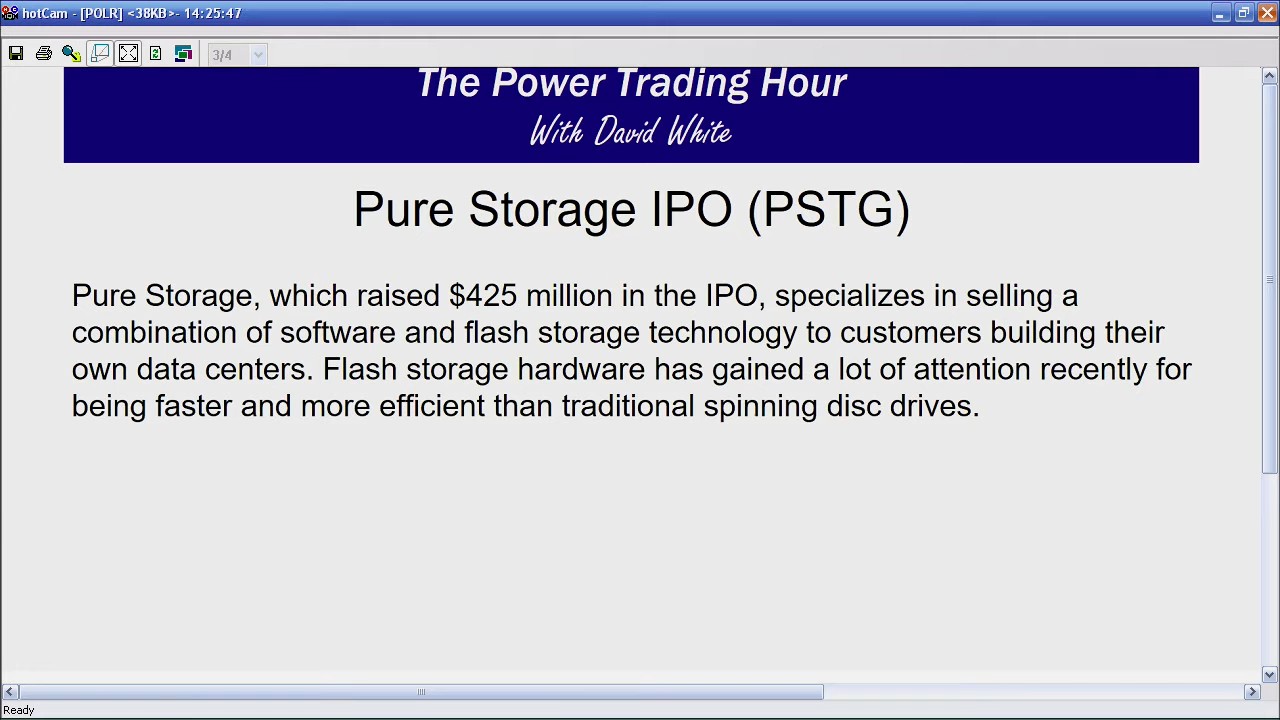 hotCam - [POLR] <38KB>- 14:25:47
3/4
The Power Trading Hour
With David White
Pure Storage IPO (PSTG)
Pure Storage, which raised $425 million in the IPO, specializes in selling a
combination of software and flash storage technology to customers building their
own data centers. Flash storage hardware has gained a lot of attention recently for
being faster and more efficient than traditional spinning disc drives.
Ready